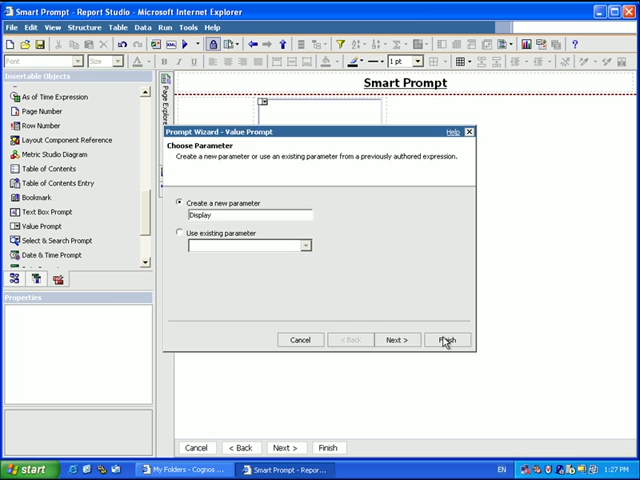 Smart Prompt - Report Studio - Microsoft Internet Explorer
File Edit View Structure Table Data Run Tools Help
Font Size 1 pt
Insertable Objects
As of Time Expression
Page Number
Row Number
Layout Component Reference
Metric Studio Diagram
Table of Contents
Table of Contents Entry
Bookmark
Text Box Prompt
Value Prompt
Select & Search Prompt
Date & Time Prompt
Properties
Page Explorer
Smart Prompt
Prompt Wizard - Value Prompt Help
Choose Parameter
Create a new parameter or use an existing parameter from a previously authored expression.
Create a new parameter
Display
Use existing parameter
Cancel < Back Next > Finish
Cancel < Back Next > Finish
start My Folders - Cognos ... Smart Prompt - Repor... EN 1:27 PM